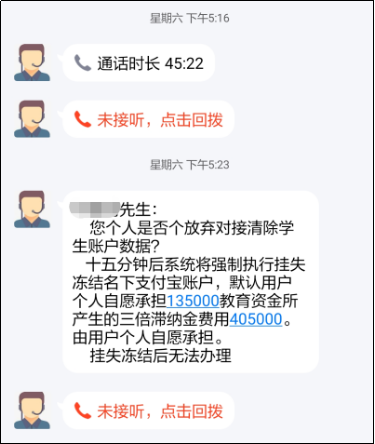 星期六 下午5:16
通话时长 45:22
未接听，点击回拨
星期六 下午5:23
先生：
您个人是否个放弃对接清除学
生账户数据？
十五分钟后系统将强制执行挂失
冻结名下支付宝账户，默认用户
个人自愿承担135000教育资金所
产生的三倍滞纳金费用405000。
由用户个人自愿承担。
挂失冻结后无法办理
未接听，点击回拨